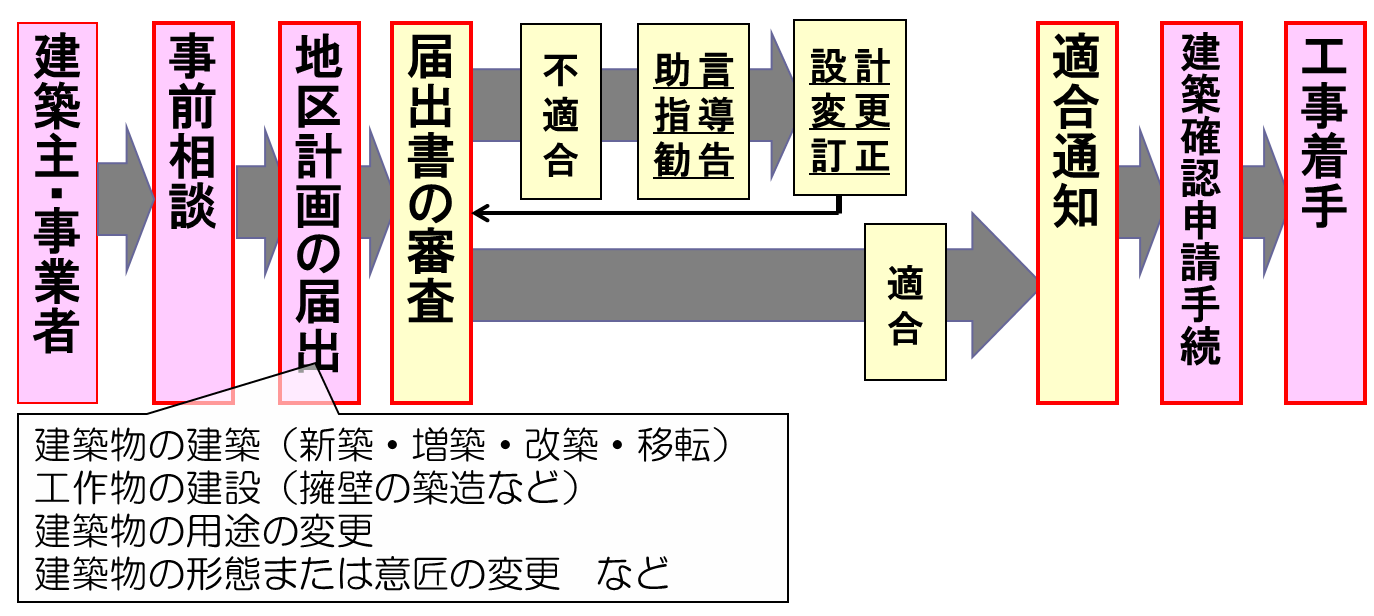 建築主・事業者
事前相談
地区計画の届出
届出書の審査
不適合
助言
指導
勧告
設計
変更
訂正
適合
適合通知
建築確認申請手続
工事着手
建築物の建築（新築・増築・改築・移転）
工作物の建設（擁壁の築造など）
建築物の用途の変更
建築物の形態または意匠の変更　など